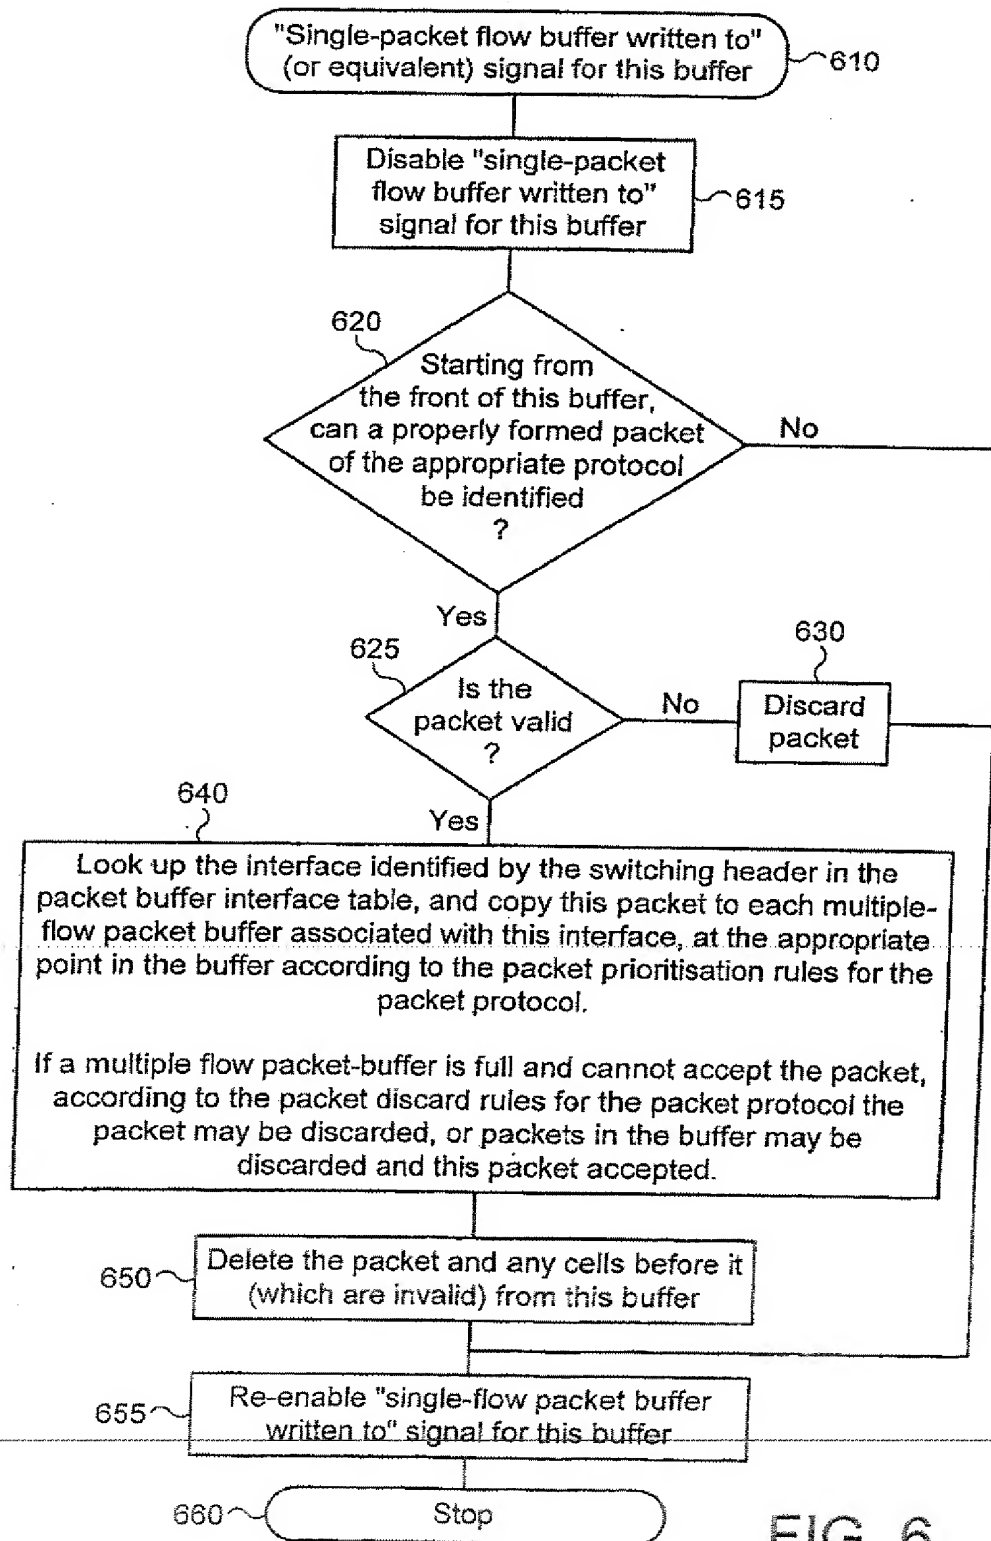 "Single-packet flow buffer written to"
(or equivalent) signal for this buffer
610
Disable "single-packet
flow buffer written to"
signal for this buffer
615
620
Starting from
the front of this buffer,
can a properly formed packet
of the appropriate protocol
be identified
?
No
Yes
625
Is the
packet valid
?
No
630
Discard
packet
Yes
640
Look up the interface identified by the switching header in the
packet buffer interface table, and copy this packet to each multiple-
flow packet buffer associated with this interface, at the appropriate
point in the buffer according to the packet prioritisation rules for the
packet protocol.
If a multiple flow packet-buffer is full and cannot accept the packet,
according to the packet discard rules for the packet protocol the
packet may be discarded, or packets in the buffer may be
discarded and this packet accepted.
650
Delete the packet and any cells before it
(which are invalid) from this buffer
655
Re-enable "single-flow packet buffer
written to" signal for this buffer
660
Stop
FIG. 6